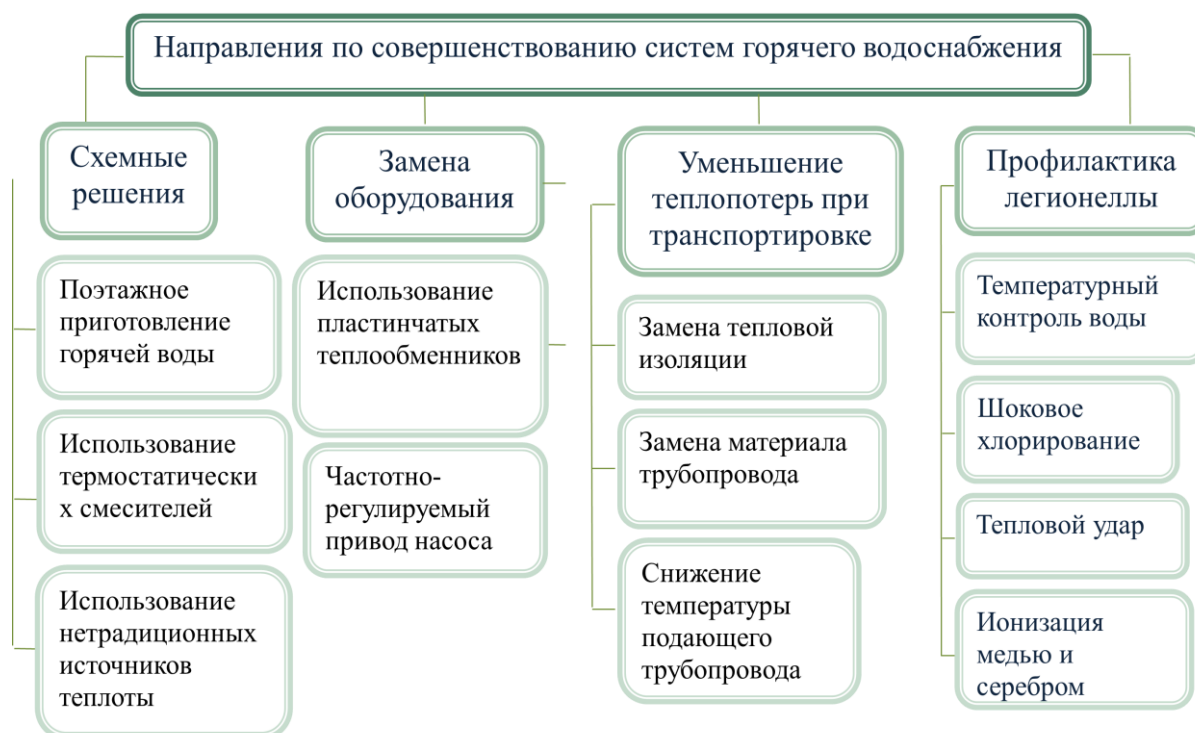 Направления по совершенствованию систем горячего водоснабжения
Схемные
решения
Поэтажное
приготовление
горячей воды
Использование
термостатически
х смесителей
Использование
нетрадиционных
источников
теплоты
Замена
оборудования
Использование
пластинчатых
теплообменников
Частотно-
регулируемый
привод насоса
Уменьшение
теплопотерь при
транспортировке
Замена тепловой
изоляции
Замена материала
трубопровода
Снижение
температуры
подающего
трубопровода
Профилактика
легионеллы
Температурный
контроль воды
Шоковое
хлорирование
Тепловой удар
Ионизация
медью и
серебром